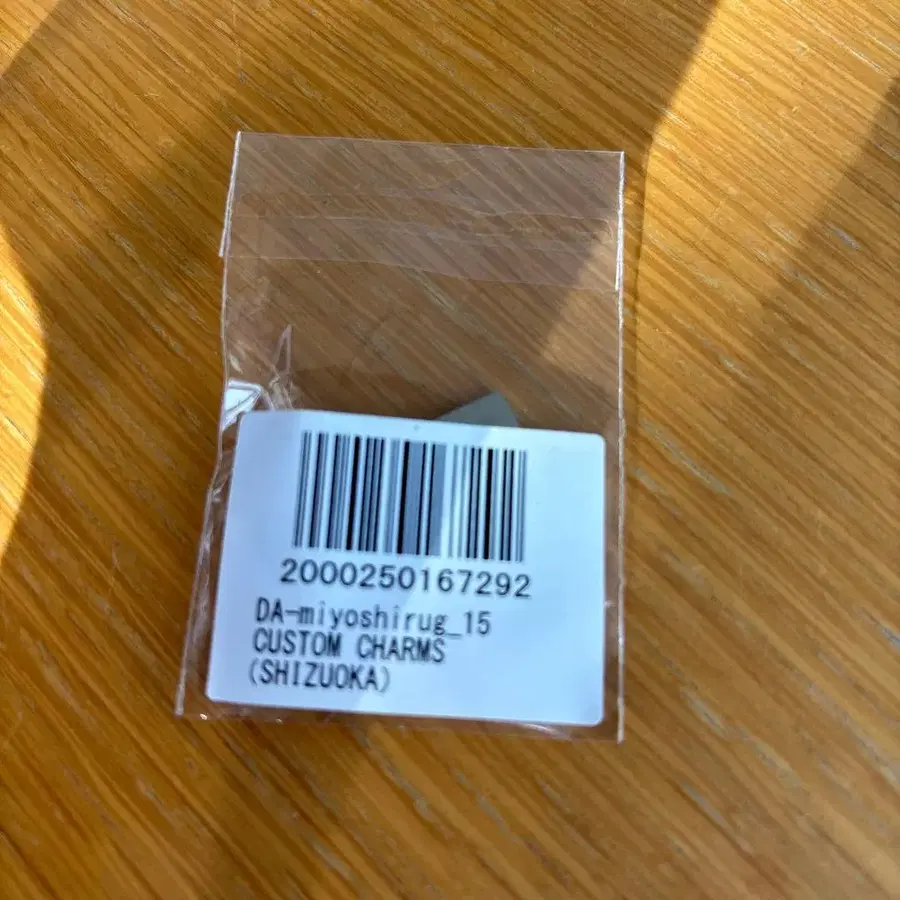 2000250167292
DA-miyoshirug_15
CUSTOM CHARMS
(SHIZUOKA)